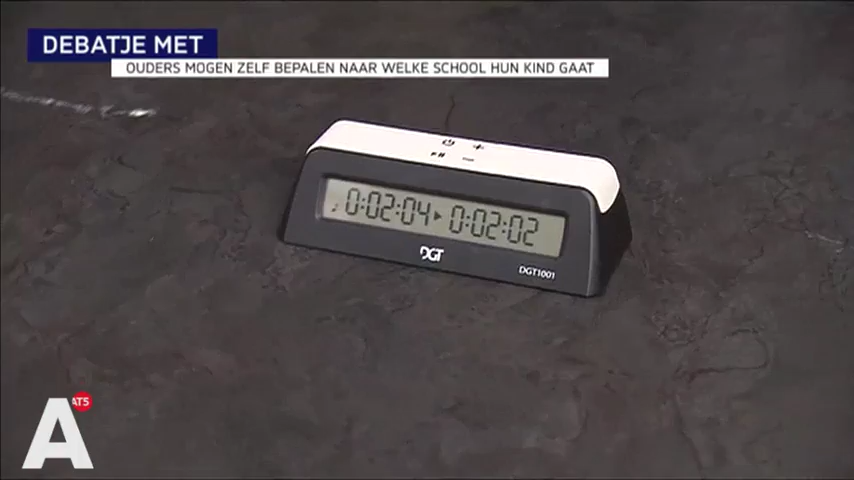 DEBATJE MET
OUDERS MOGEN ZELF BEPALEN NAAR WELKE SCHOOL HUN KIND GAAT
0:02:04 ▶ 0:02:02
DGT
DGT1001
A
AT5